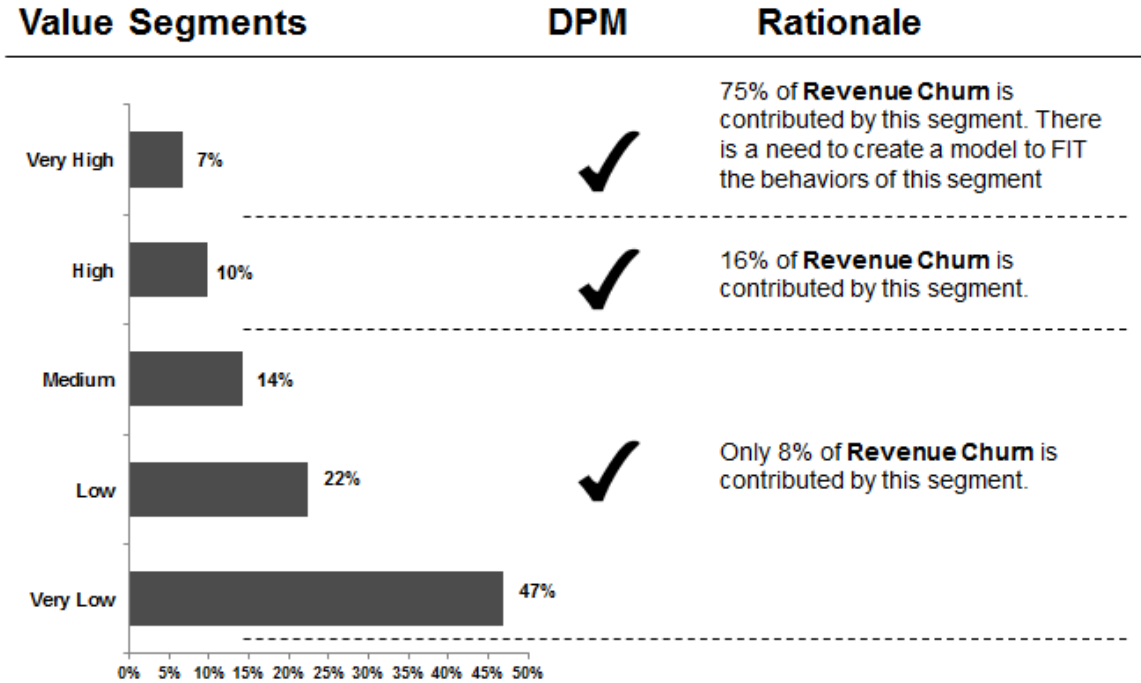 Value Segments DPM Rationale
Very High 7%
75% of Revenue Churn is
contributed by this segment. There
is a need to create a model to FIT
the behaviors of this segment
High 10%
16% of Revenue Churn is
contributed by this segment.
Medium 14%
Low 22%
Only 8% of Revenue Churn is
contributed by this segment.
Very Low 47%
0% 5% 10% 15% 20% 25% 30% 35% 40% 45% 50%